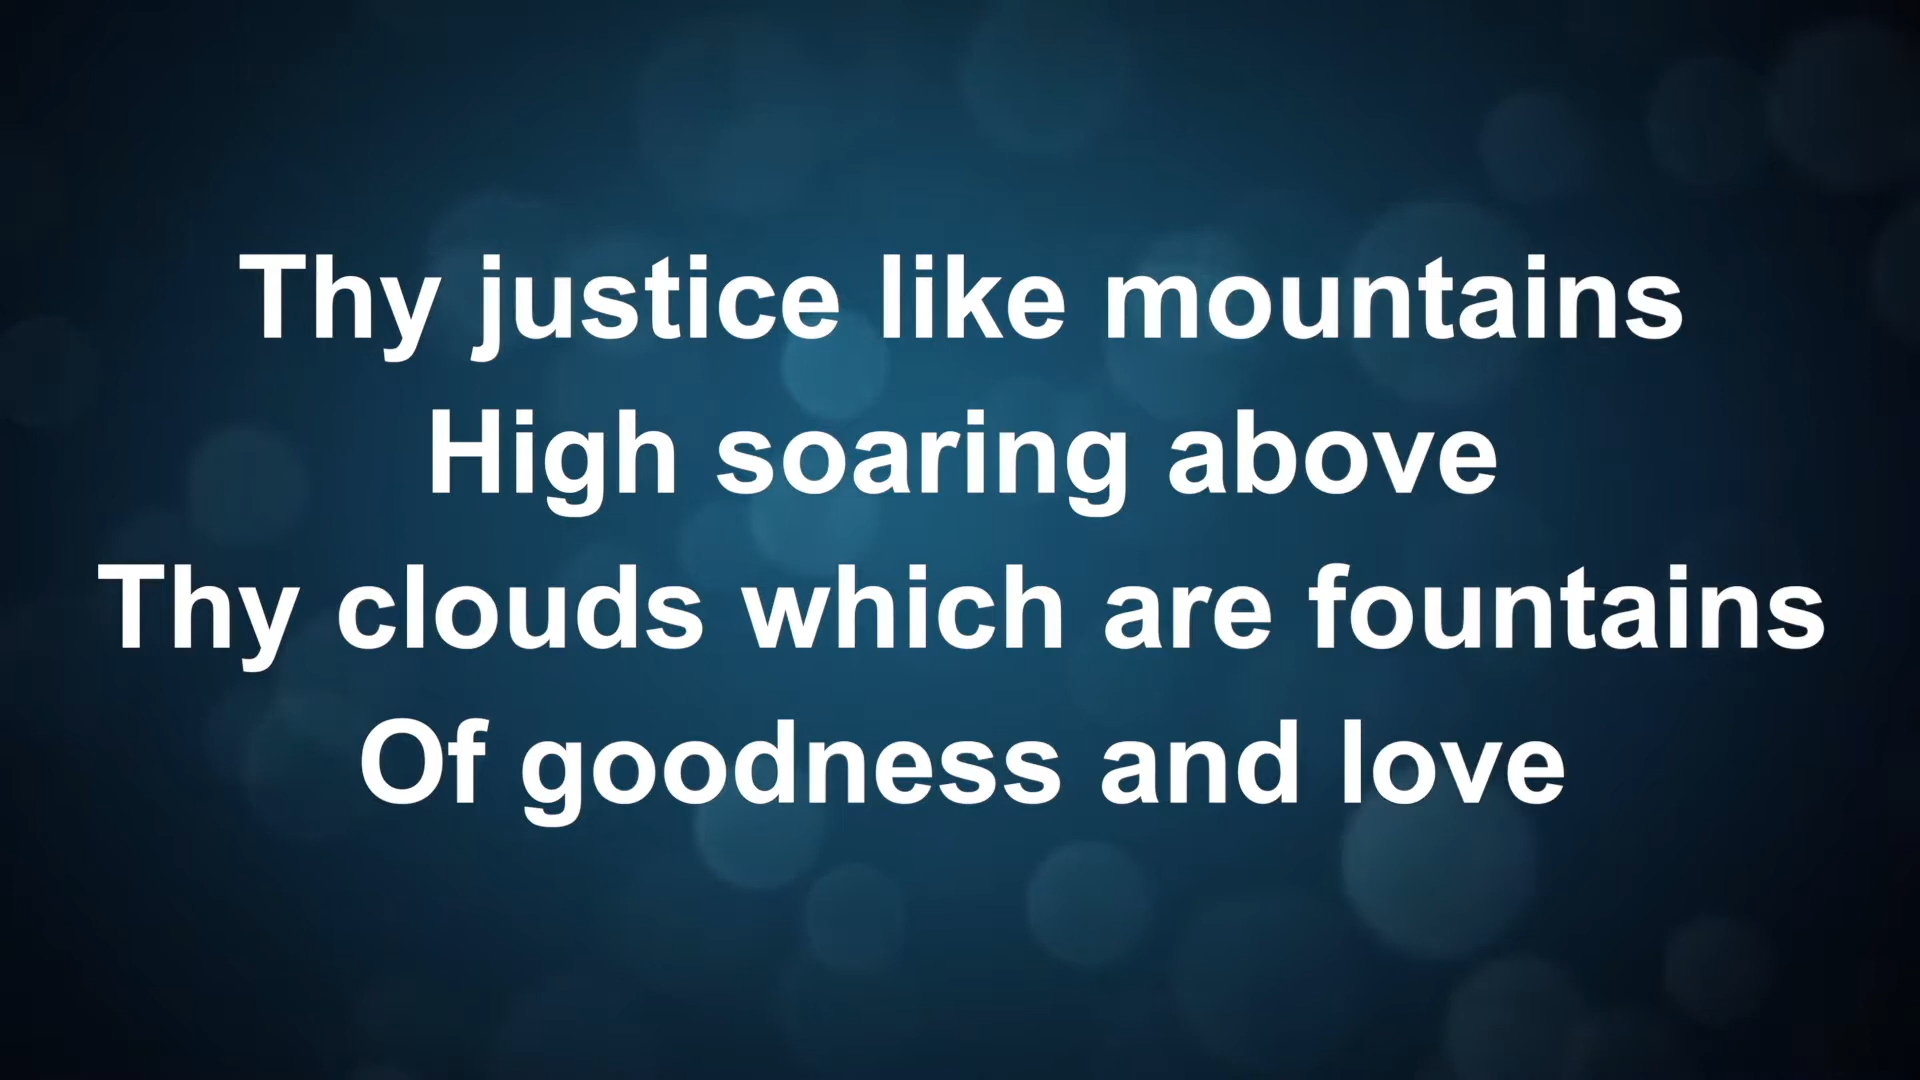 Thy justice like mountains
High soaring above
Thy clouds which are fountains
Of goodness and love